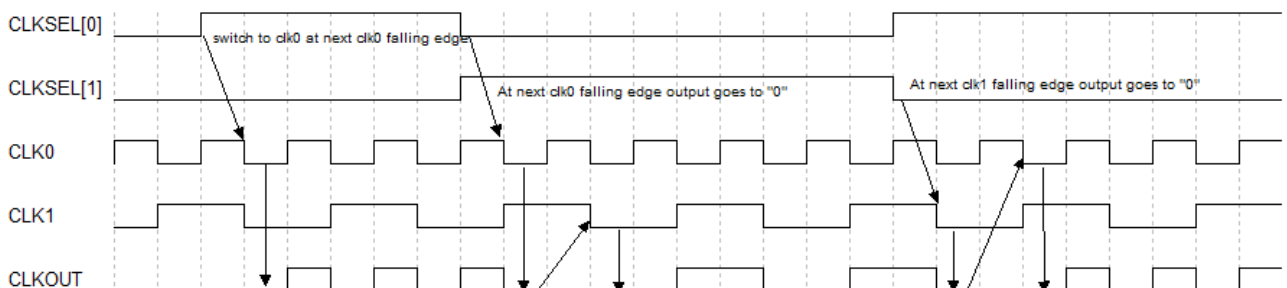 CLKSEL[0]
switch to clk0 at next clk0 falling edge
CLKSEL[1]
At next clk0 falling edge output goes to "0"
At next clk1 falling edge output goes to "0"
CLK0
CLK1
CLKOUT